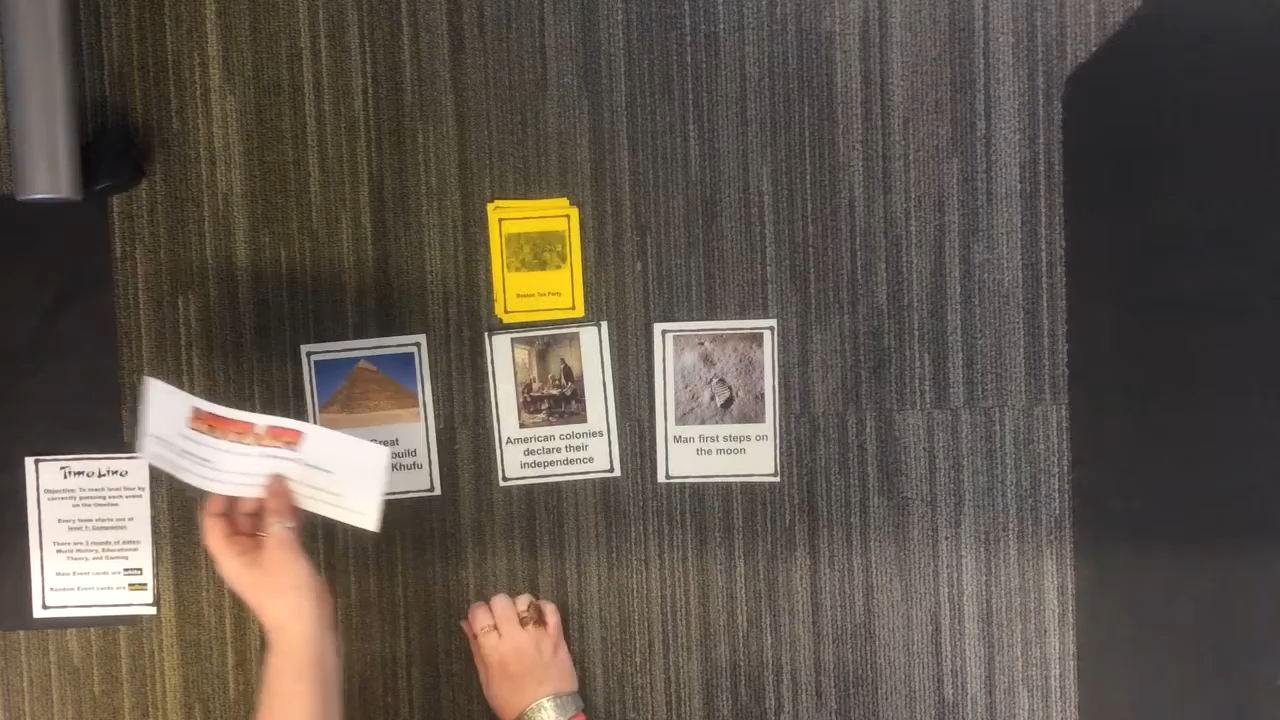 Boston Tea Party
Great
build
Khufu
American colonies
declare their
independence
Man first steps on
the moon
Time Line
Objective: To reach level four by
correctly guessing each event
on the timeline
Every team starts out at
level 1: Companion
There are 3 rounds of dates:
World History, Educational
Theory, and Gaming
Main Event cards are white
Random Event cards are yellow